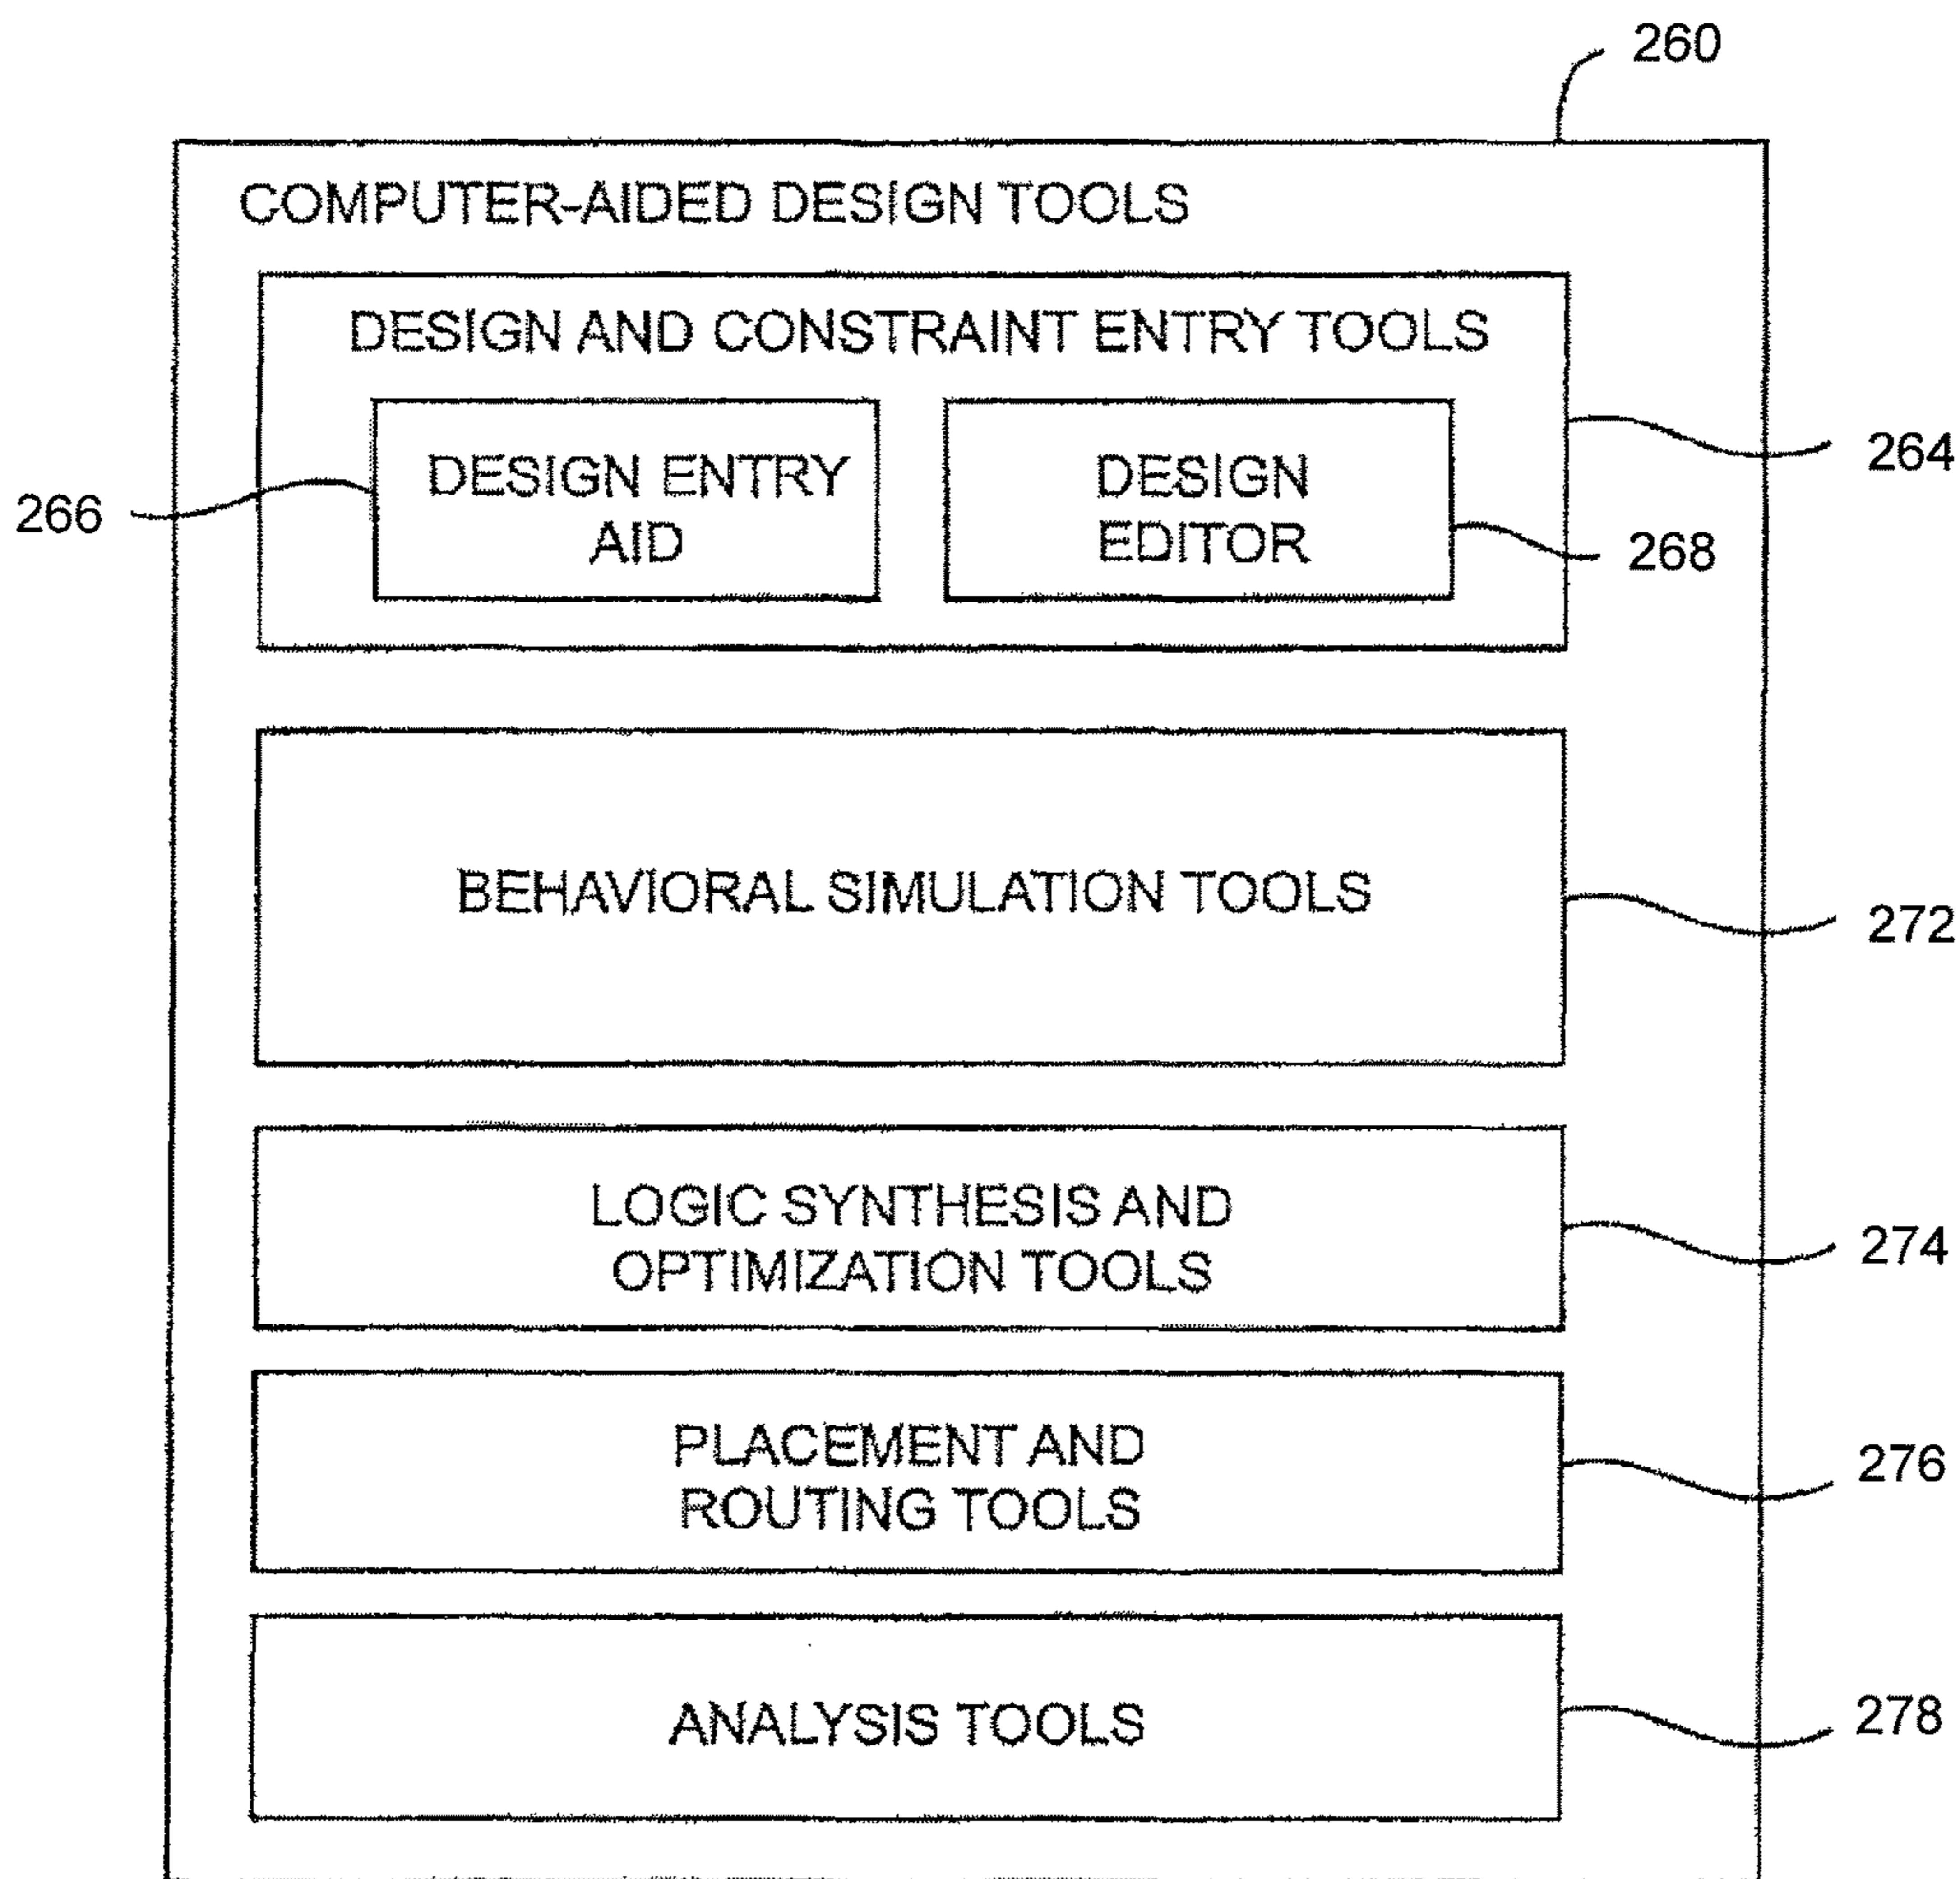 260
COMPUTER-AIDED DESIGN TOOLS
DESIGN AND CONSTRAINT ENTRY TOOLS
264
266
DESIGN ENTRY
AID
DESIGN
EDITOR
268
BEHAVIORAL SIMULATION TOOLS
272
LOGIC SYNTHESIS AND
OPTIMIZATION TOOLS
274
PLACEMENT AND
ROUTING TOOLS
276
ANALYSIS TOOLS
278